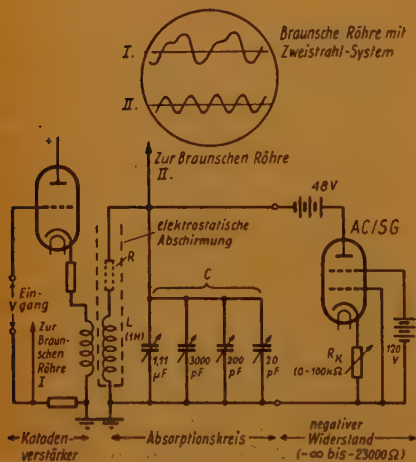 I.
II.
Braunsche Röhre mit
Zweistrahl-System
+
Zur Braunschen Röhre
II.
48V
AC/SG
elektrostatische
Abschirmung
R
C
Ein-
gang
V
Zur
Braun-
schen
Röhre
I
L
(1H)
1,11
µF
3000
pF
200
pF
20
pF
RK
(0-100kΩ)
120
V
Katoden-
verstärker
Absorptionskreis
negativer
Widerstand
(-∞ bis -23000Ω)